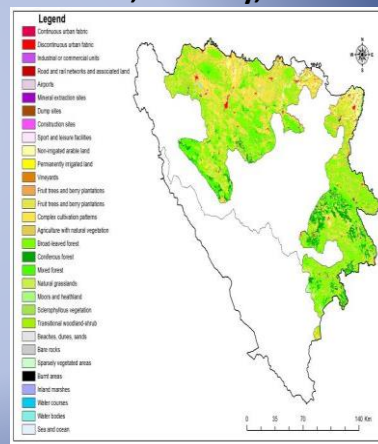 Legend
Continuous urban fabric
Discontinuous urban fabric
Industrial or commercial units
Road and rail networks and associated land
Airports
Mineral extraction sites
Dump sites
Construction sites
Sport and leisure facilities
Non-irrigated arable land
Permanently irrigated land
Vineyards
Fruit trees and berry plantations
Fruit trees and berry plantations
Complex cultivation patterns
Agriculture with natural vegetation
Broad-leaved forest
Coniferous forest
Mixed forest
Natural grasslands
Moors and heathland
Sclerophyllous vegetation
Transitional woodland-shrub
Beaches, dunes, sands
Bare rocks
Sparsely vegetated areas
Burnt areas
Inland marshes
Water courses
Water bodies
Sea and ocean
0 35 70 140 Km